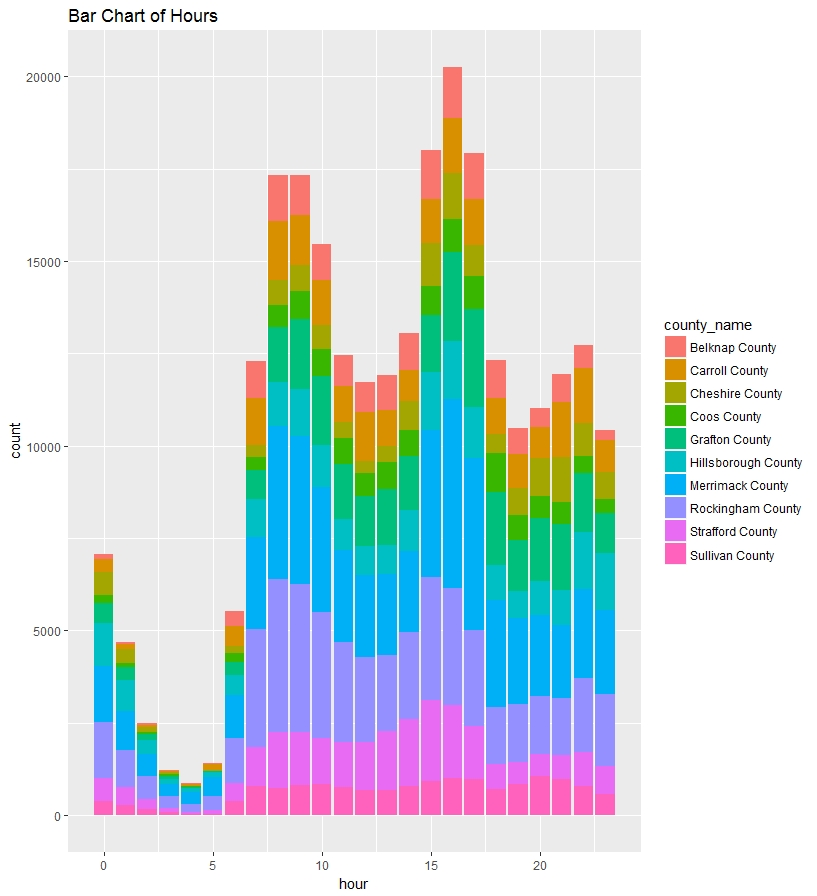 Bar Chart of Hours
20000
15000
10000
5000
0
count
0 5 10 15 20
hour
county_name
Belknap County
Carroll County
Cheshire County
Coos County
Grafton County
Hillsborough County
Merrimack County
Rockingham County
Strafford County
Sullivan County